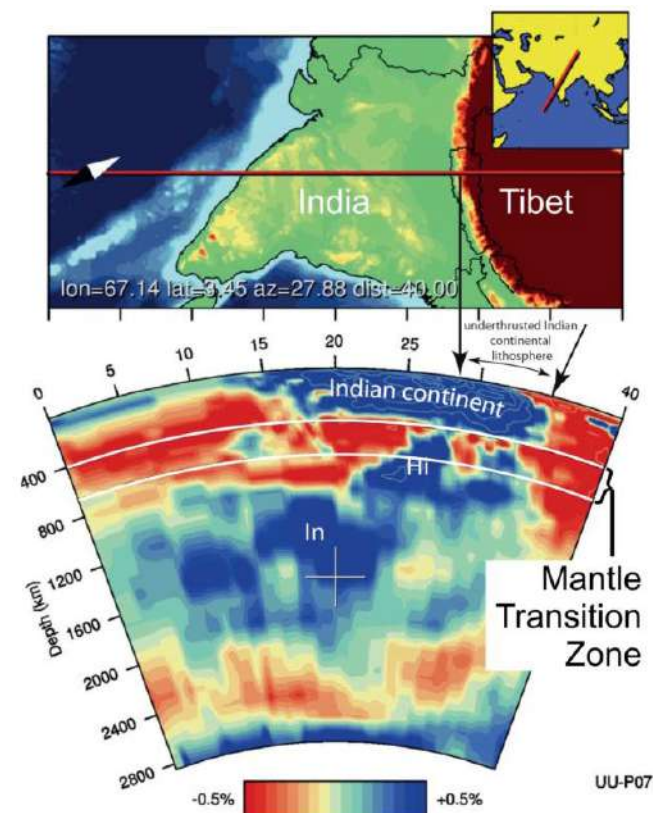 India
Tibet
lon=67.14 lat=3.45 az=27.88 dist=40.00
underthrusted Indian
continental
lithosphere
0
5
10
15
20
25
30
40
Indian continent
400
800
1200
1600
2000
2400
2800
Depth (km)
Hi
In
Mantle
Transition
Zone
UU-P07
-0.5%
+0.5%